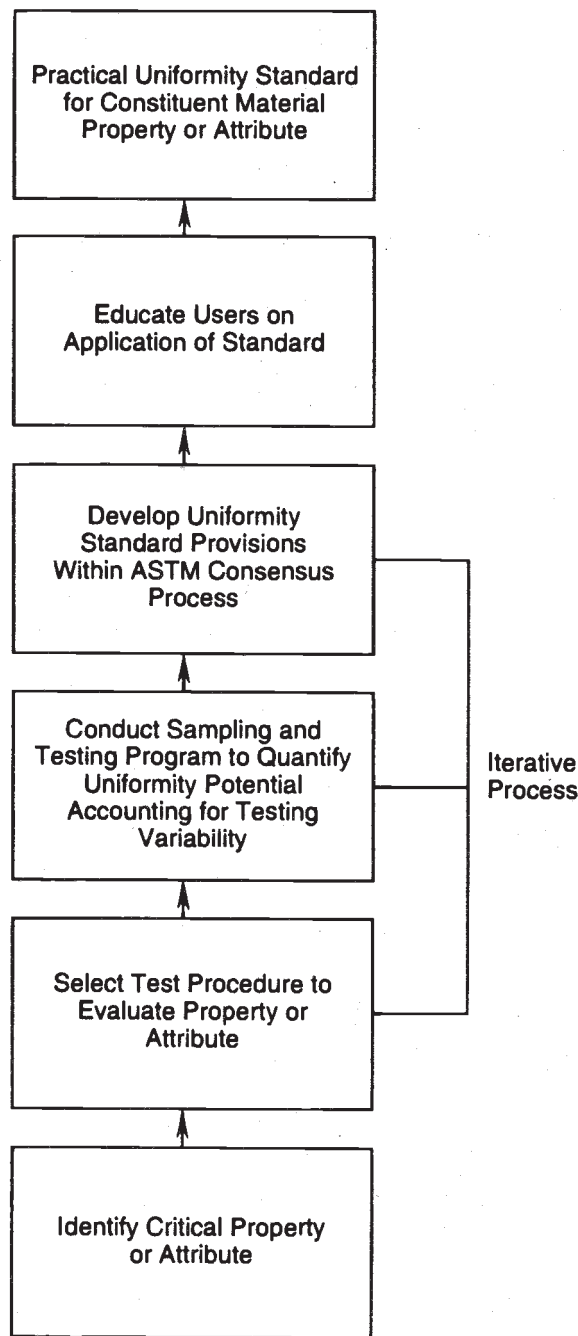 Practical Uniformity Standard
for Constituent Material
Property or Attribute
Educate Users on
Application of Standard
Develop Uniformity
Standard Provisions
Within ASTM Consensus
Process
Conduct Sampling and
Testing Program to Quantify
Uniformity Potential
Accounting for Testing
Variability
Iterative
Process
Select Test Procedure to
Evaluate Property or
Attribute
Identify Critical Property
or Attribute